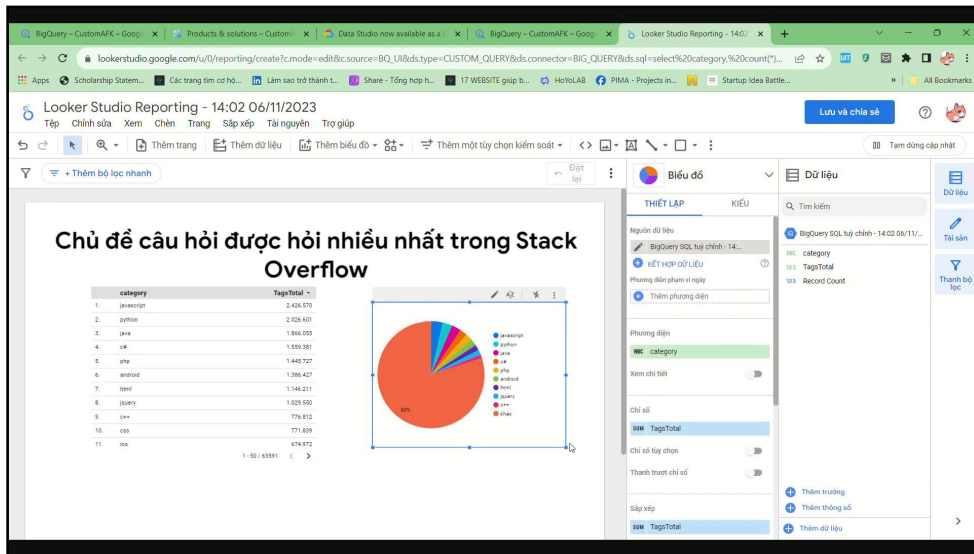 BigQuery – CustomAFK – Googl
Products & solutions – Custom
Data Studio now available as a G
BigQuery – CustomAFK – Googl
Looker Studio Reporting - 14:02
lookerstudio.google.com/u/0/reporting/create?c.mode=edit&c.source=BQ_UI&ds.type=CUSTOM_QUERY&ds.connector=BIG_QUERY&ds.sql=select%20category,%20count(*)...
Apps
Scholarship Statem...
Các trang tìm cơ hộ...
Làm sao trở thành t...
Share - Tổng hợp h...
17 WEBSITE giúp b...
HoYoLAB
PIMA - Projects in...
Startup Idea Battle...
»
All Bookmarks
Looker Studio Reporting - 14:02 06/11/2023
Tệp Chỉnh sửa Xem Chèn Trang Sắp xếp Tài nguyên Trợ giúp
Lưu và chia sẻ
Thêm trang
Thêm dữ liệu
Thêm biểu đồ
Thêm một tùy chọn kiểm soát
Tạm dừng cập nhật
+ Thêm bộ lọc nhanh
Đặt lại
Chủ đề câu hỏi được hỏi nhiều nhất trong Stack
Overflow
category TagsTotal
1. javascript 2.426.570
2. python 2.026.601
3. java 1.866.055
4. c# 1.559.381
5. php 1.445.727
6. android 1.386.427
7. html 1.146.211
8. jquery 1.029.550
9. c++ 776.812
10. css 771.839
11. ios 674.972
1 - 50 / 63591
80%
javascript
python
java
c#
php
android
html
jquery
c++
khác
Biểu đồ
THIẾT LẬP KIỂU
Nguồn dữ liệu
BigQuery SQL tuỳ chỉnh - 14:...
KẾT HỢP DỮ LIỆU
Phương diện phạm vi ngày
Thêm phương diện
Phương diện
RBC category
Xem chi tiết
Chỉ số
SUM TagsTotal
Chỉ số tùy chọn
Thanh trượt chỉ số
Sắp xếp
SUM TagsTotal
Dữ liệu
Tìm kiếm
BigQuery SQL tuỳ chỉnh - 14:02 06/11/...
RBC category
123 TagsTotal
123 Record Count
Thêm trường
Thêm thông số
Thêm dữ liệu
Dữ liệu
Tài sản
Thanh bộ
lọc